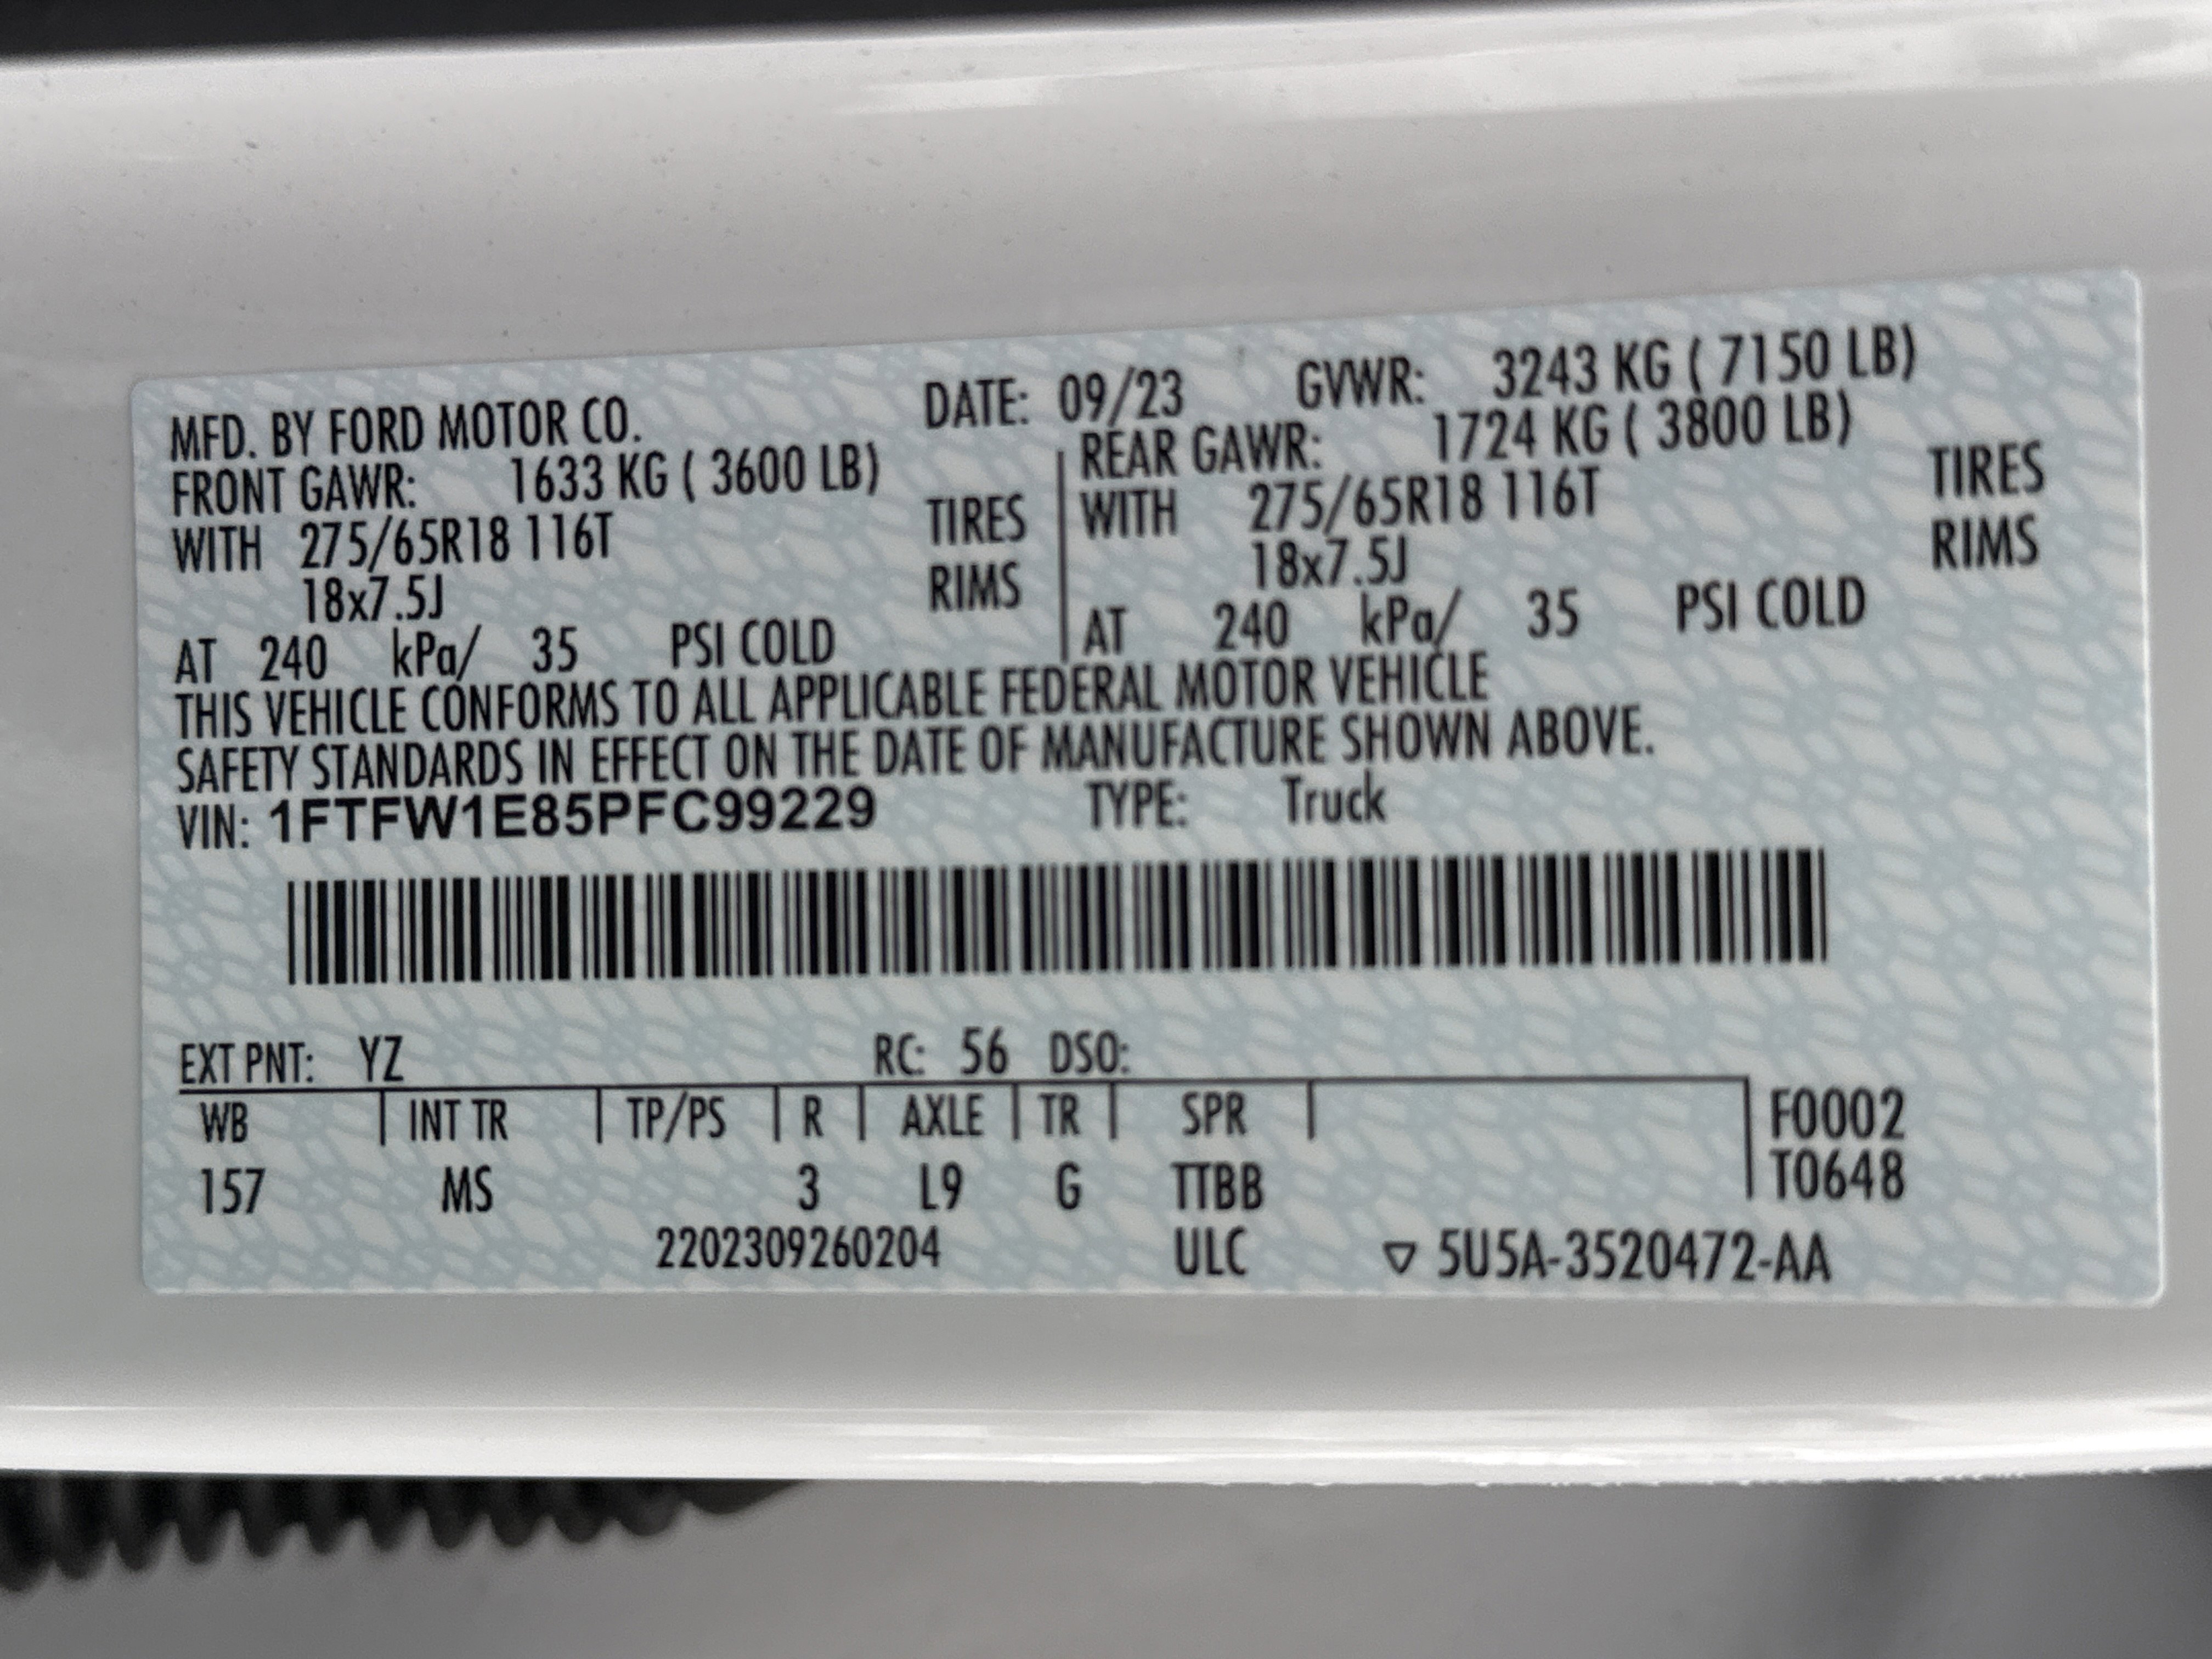 MFD. BY FORD MOTOR CO. DATE: 09/23 GVWR: 3243 KG ( 7150 LB)
FRONT GAWR: 1633 KG ( 3600 LB) REAR GAWR: 1724 KG ( 3800 LB)
WITH 275/65R18 116T TIRES WITH 275/65R18 116T TIRES
18x7.5J RIMS 18x7.5J RIMS
AT 240 kPa/ 35 PSI COLD AT 240 kPa/ 35 PSI COLD
THIS VEHICLE CONFORMS TO ALL APPLICABLE FEDERAL MOTOR VEHICLE
SAFETY STANDARDS IN EFFECT ON THE DATE OF MANUFACTURE SHOWN ABOVE.
VIN: 1FTFW1E85PFC99229 TYPE: Truck
EXT PNT: YZ RC: 56 DSO:
WB INT TR TP/PS R AXLE TR SPR F0002
157 MS 3 L9 G TTBB T0648
2202309260204 ULC ▽ 5U5A-3520472-AA